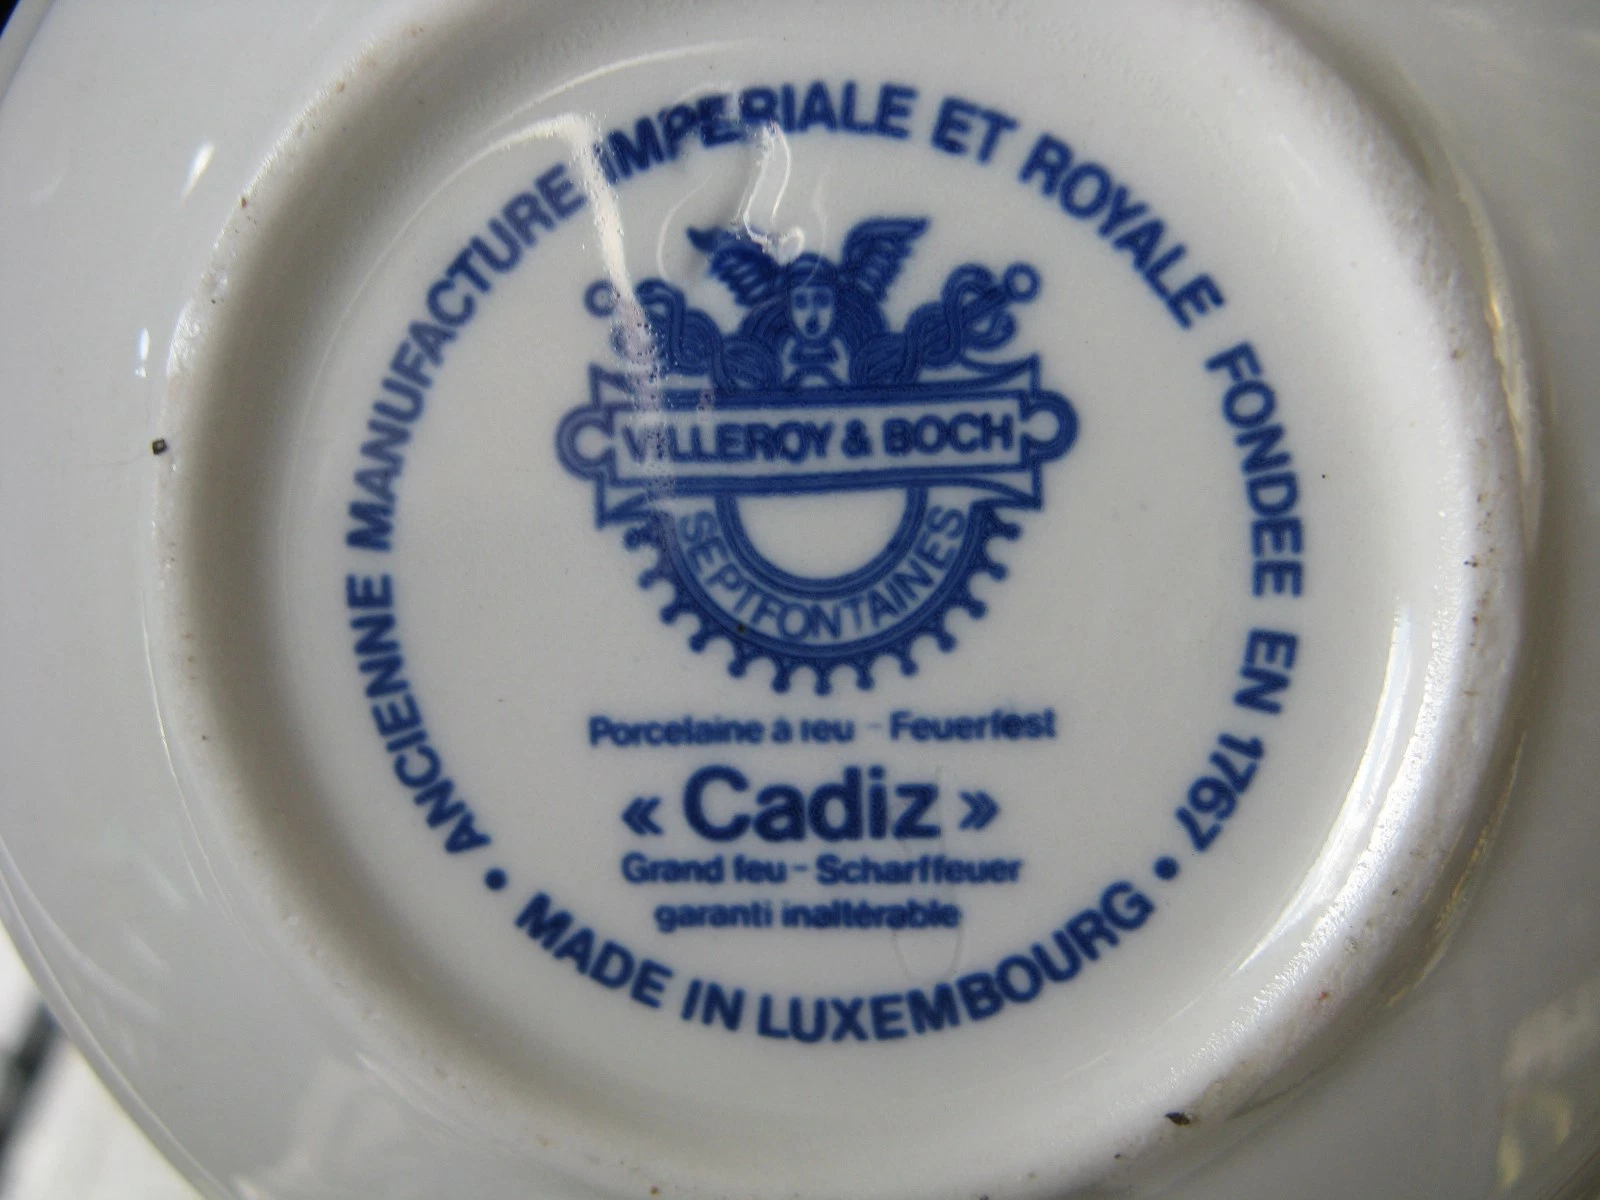 ANCIENNE MANUFACTURE IMPERIALE ET ROYALE FONDEE EN 1767
VILLEROY & BOCH
SEPTFONTAINES
Porcelaine à feu - Feuerfest
« Cadiz »
Grand feu - Scharffeuer
garanti inaltérable
• MADE IN LUXEMBOURG •